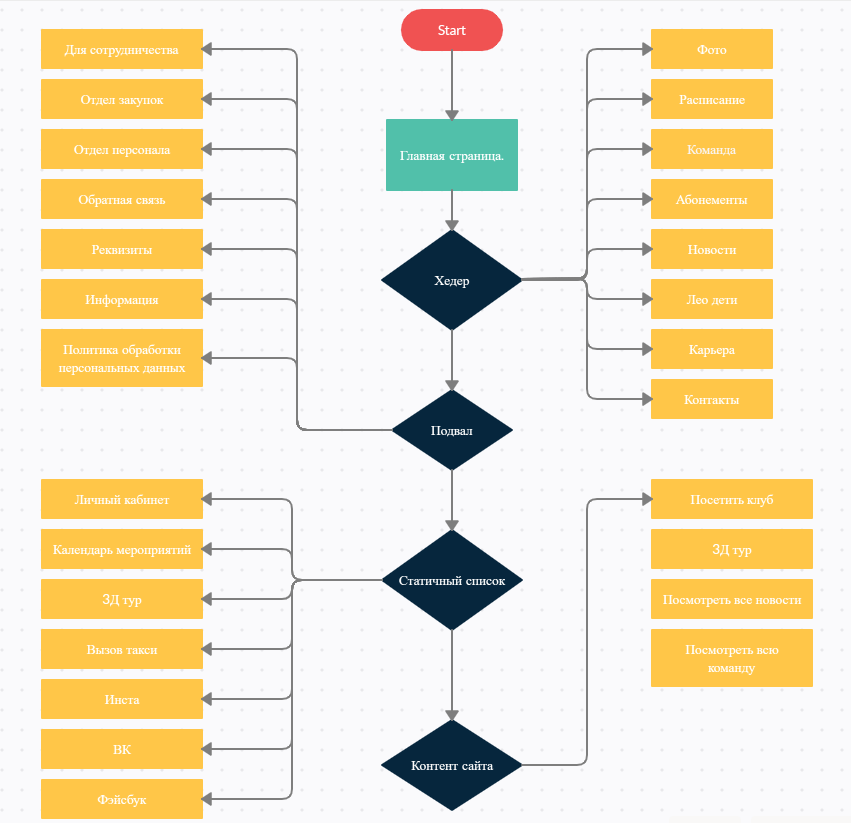 Start
Главная страница.
Хедер
Фото
Расписание
Команда
Абонементы
Новости
Лео дети
Карьера
Контакты
Подвал
Для сотрудничества
Отдел закупок
Отдел персонала
Обратная связь
Реквизиты
Информация
Политика обработки
персональных данных
Статичный список
Личный кабинет
Календарь мероприятий
3Д тур
Вызов такси
Инста
ВК
Фэйсбук
Контент сайта
Посетить клуб
3Д тур
Посмотреть все новости
Посмотреть всю
команду